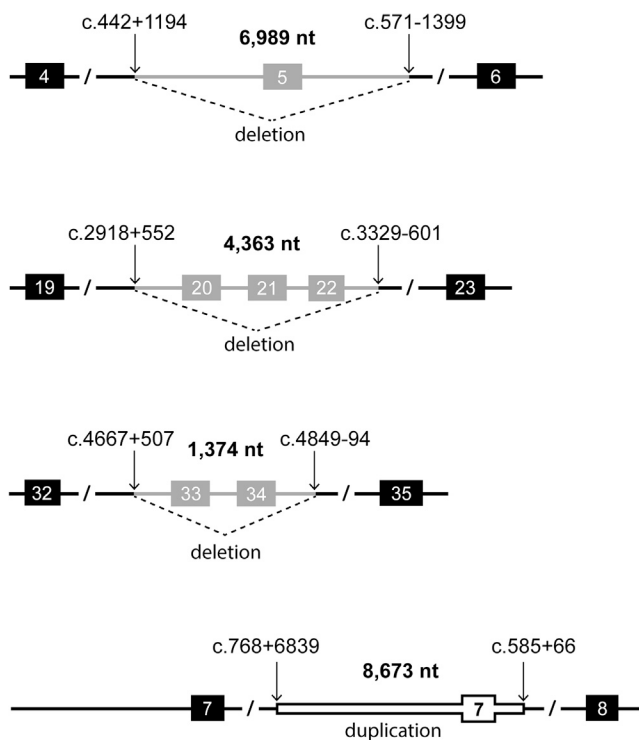 c.442+1194 6,989 nt c.571-1399
4 / 5 / 6
deletion
c.2918+552 4,363 nt c.3329-601
19 / 20 21 22 / 23
deletion
c.4667+507 1,374 nt c.4849-94
32 / 33 34 / 35
deletion
c.768+6839 8,673 nt c.585+66
7 / 7 / 8
duplication